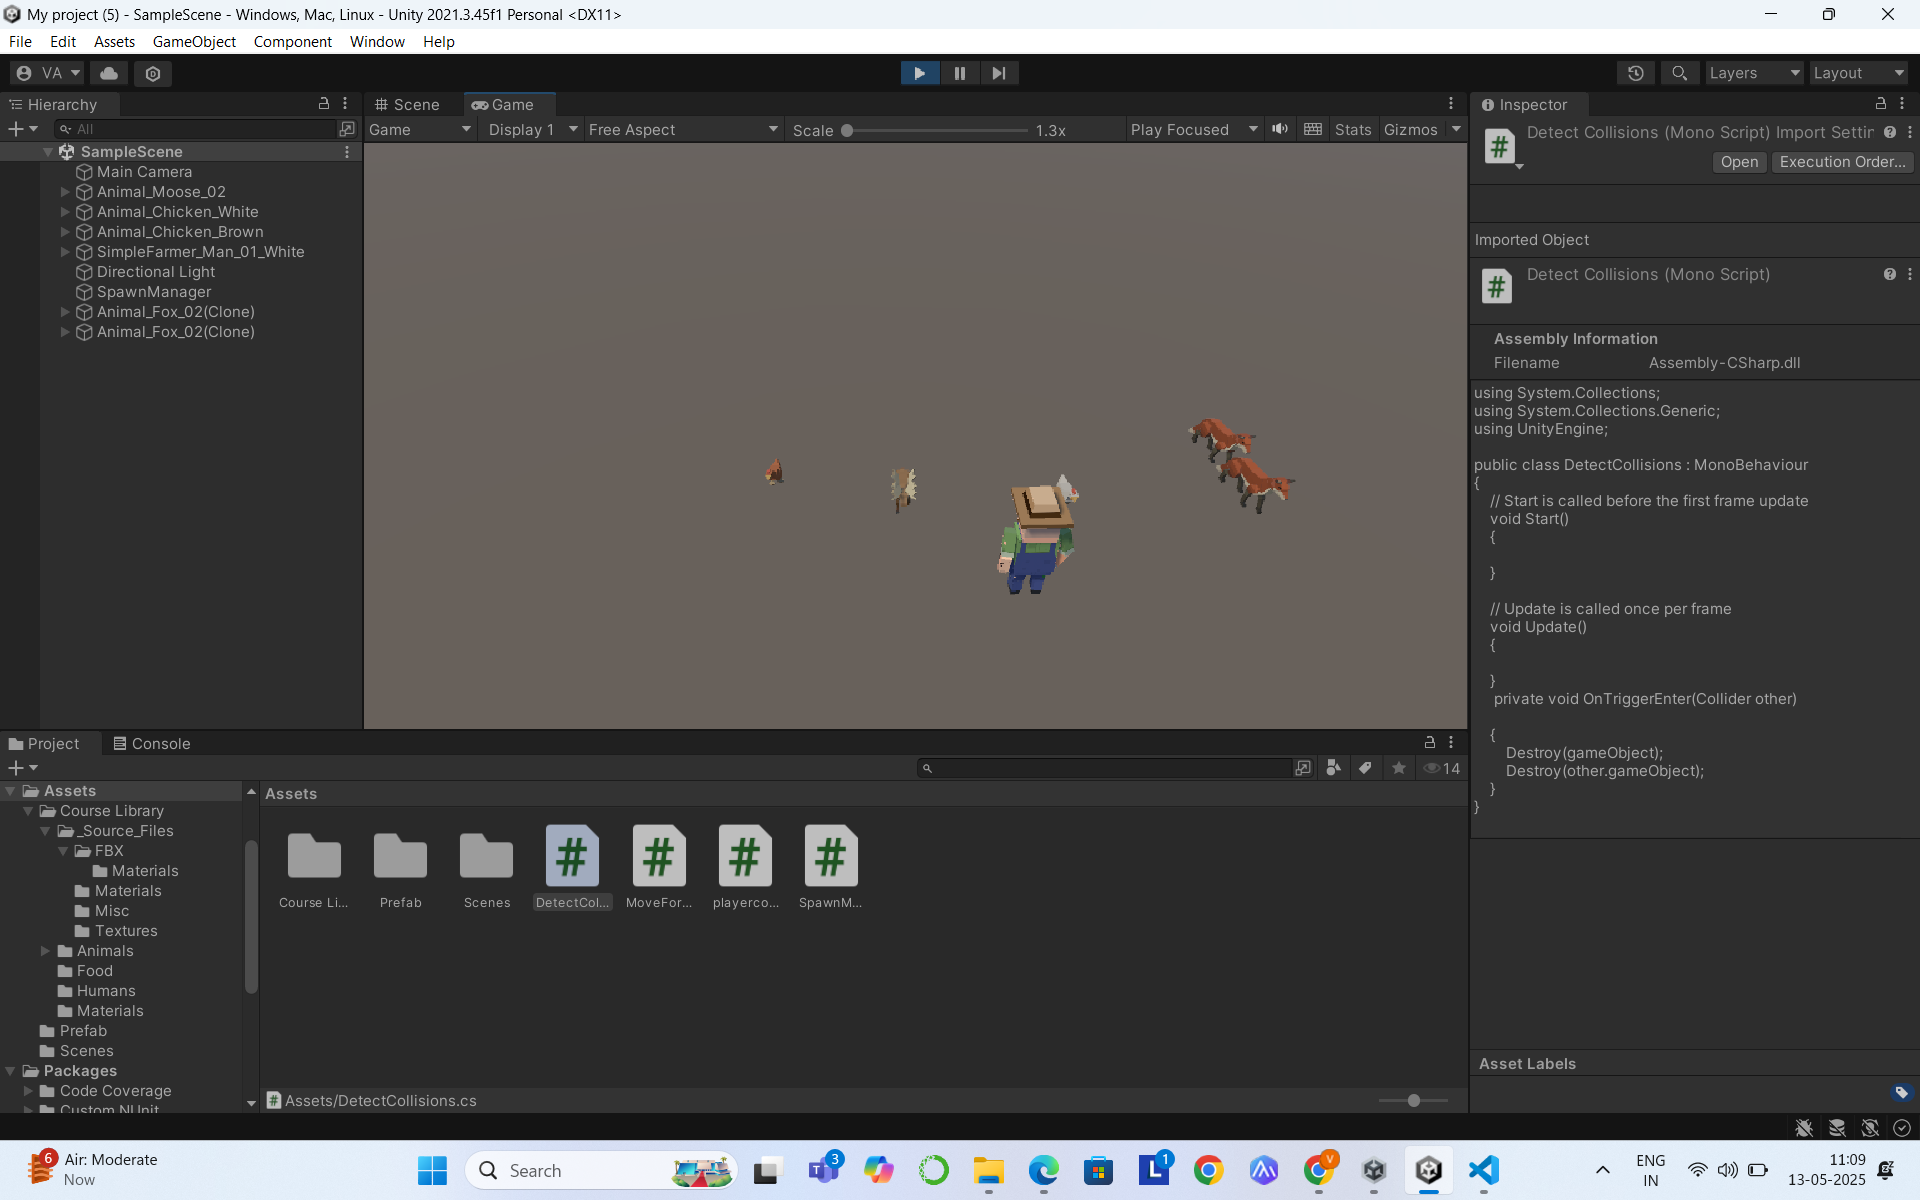 My project (5) - SampleScene - Windows, Mac, Linux - Unity 2021.3.45f1 Personal <DX11>
File Edit Assets GameObject Component Window Help
VA Layers Layout
Hierarchy
All
SampleScene
Main Camera
Animal_Moose_02
Animal_Chicken_White
Animal_Chicken_Brown
SimpleFarmer_Man_01_White
Directional Light
SpawnManager
Animal_Fox_02(Clone)
Animal_Fox_02(Clone)
Scene Game
Game Display 1 Free Aspect Scale 1.3x Play Focused Stats Gizmos
Inspector
Detect Collisions (Mono Script) Import Settin
Open Execution Order...
Imported Object
Detect Collisions (Mono Script)
Assembly Information
Filename Assembly-CSharp.dll
using System.Collections;
using System.Collections.Generic;
using UnityEngine;
public class DetectCollisions : MonoBehaviour
{
// Start is called before the first frame update
void Start()
{
}
// Update is called once per frame
void Update()
{
}
private void OnTriggerEnter(Collider other)
{
Destroy(gameObject);
Destroy(other.gameObject);
}
}
Asset Labels
Project Console
14
Assets
Course Library
_Source_Files
FBX
Materials
Materials
Misc
Textures
Animals
Food
Humans
Materials
Prefab
Scenes
Packages
Code Coverage
Custom NUnit
Assets
# # # #
Course Li... Prefab Scenes DetectCol... MoveFor... playerco... SpawnM...
Assets/DetectCollisions.cs
6 Air: Moderate
Now
Search
3
1
V
ENG
IN
11:09
13-05-2025